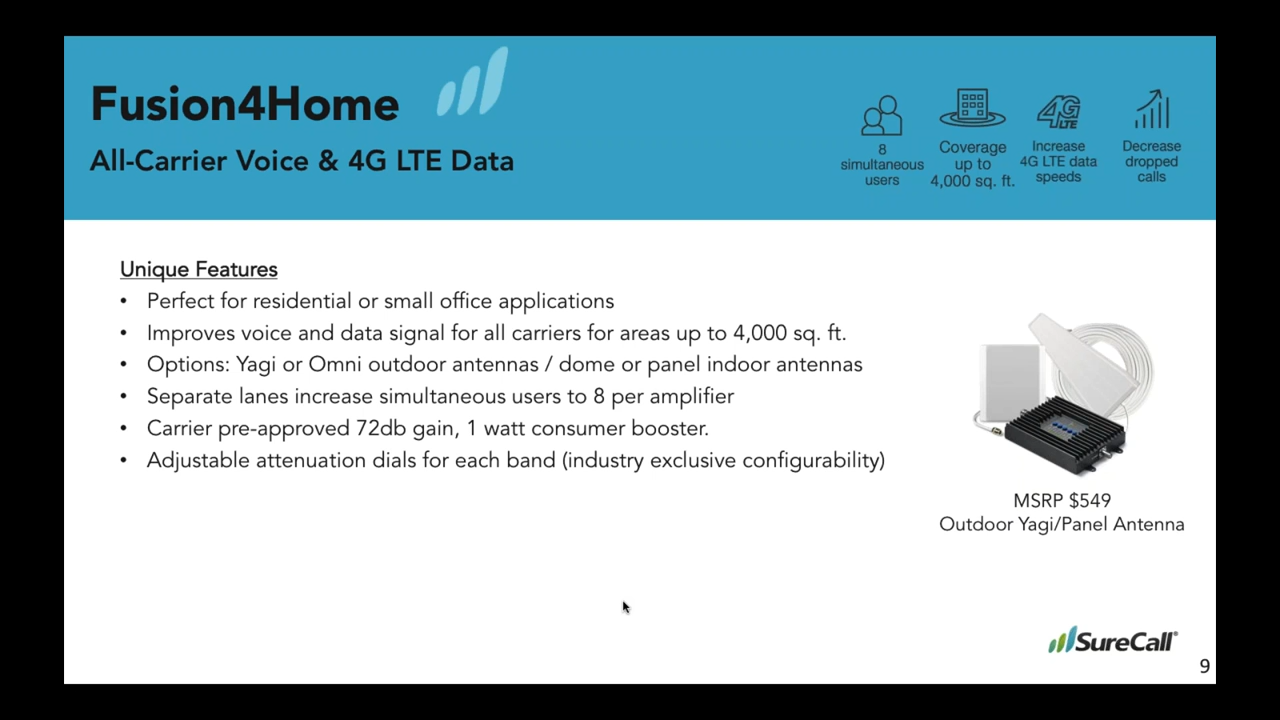 Fusion4Home
All-Carrier Voice & 4G LTE Data
8
simultaneous
users
Coverage
up to
4,000 sq. ft.
4G
LTE
Increase
4G LTE data
speeds
Decrease
dropped
calls
Unique Features
• Perfect for residential or small office applications
• Improves voice and data signal for all carriers for areas up to 4,000 sq. ft.
• Options: Yagi or Omni outdoor antennas / dome or panel indoor antennas
• Separate lanes increase simultaneous users to 8 per amplifier
• Carrier pre-approved 72db gain, 1 watt consumer booster.
• Adjustable attenuation dials for each band (industry exclusive configurability)
MSRP $549
Outdoor Yagi/Panel Antenna
SureCall®
9